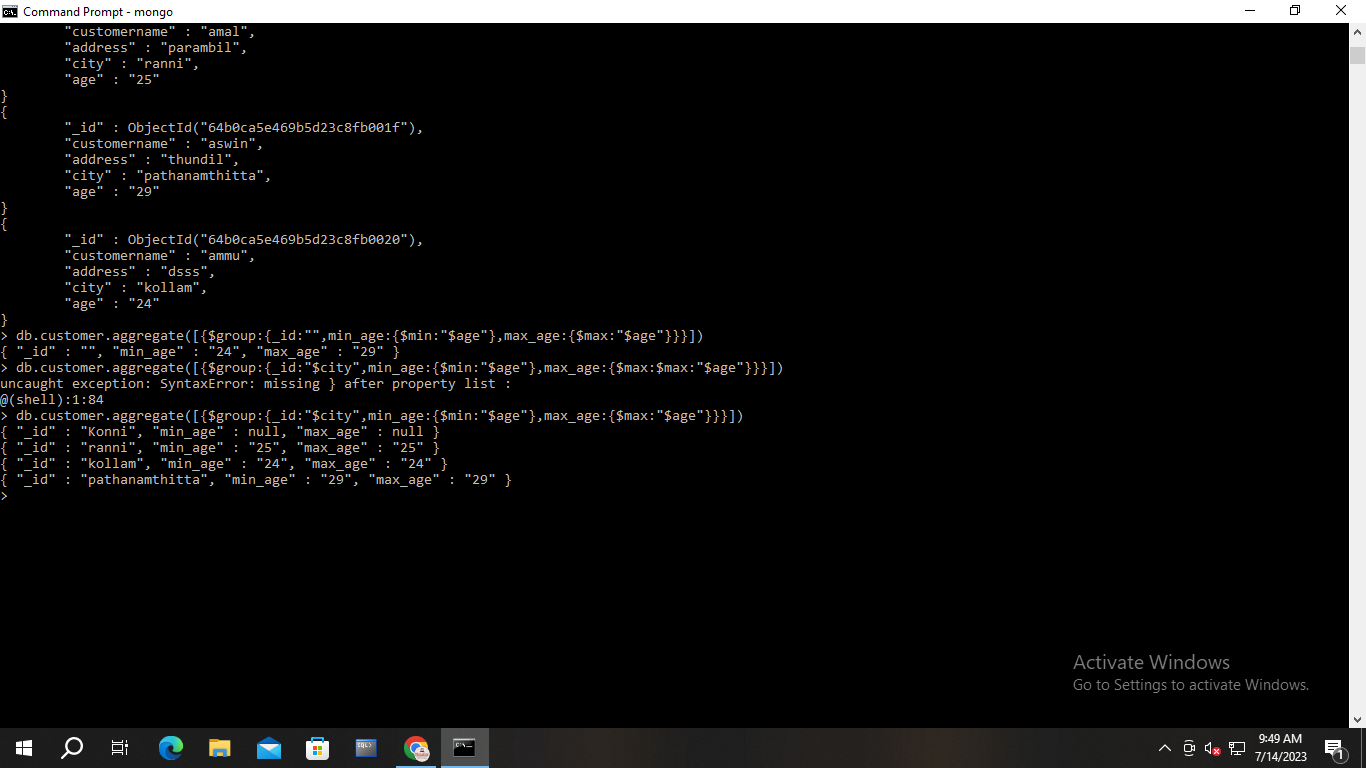 Command Prompt - mongo
"customername" : "amal",
"address" : "parambil",
"city" : "ranni",
"age" : "25"
}
{
"_id" : ObjectId("64b0ca5e469b5d23c8fb001f"),
"customername" : "aswin",
"address" : "thundil",
"city" : "pathanamthitta",
"age" : "29"
}
{
"_id" : ObjectId("64b0ca5e469b5d23c8fb0020"),
"customername" : "ammu",
"address" : "dsss",
"city" : "kollam",
"age" : "24"
}
> db.customer.aggregate([{$group:{_id:"",min_age:{$min:"$age"},max_age:{$max:"$age"}}}])
{ "_id" : "", "min_age" : "24", "max_age" : "29" }
> db.customer.aggregate([{$group:{_id:"$city",min_age:{$min:"$age"},max_age:{$max:$max:"$age"}}}])
uncaught exception: SyntaxError: missing } after property list :
@(shell):1:84
> db.customer.aggregate([{$group:{_id:"$city",min_age:{$min:"$age"},max_age:{$max:"$age"}}}])
{ "_id" : "Konni", "min_age" : null, "max_age" : null }
{ "_id" : "ranni", "min_age" : "25", "max_age" : "25" }
{ "_id" : "kollam", "min_age" : "24", "max_age" : "24" }
{ "_id" : "pathanamthitta", "min_age" : "29", "max_age" : "29" }
>
Activate Windows
Go to Settings to activate Windows.
9:49 AM
7/14/2023
1